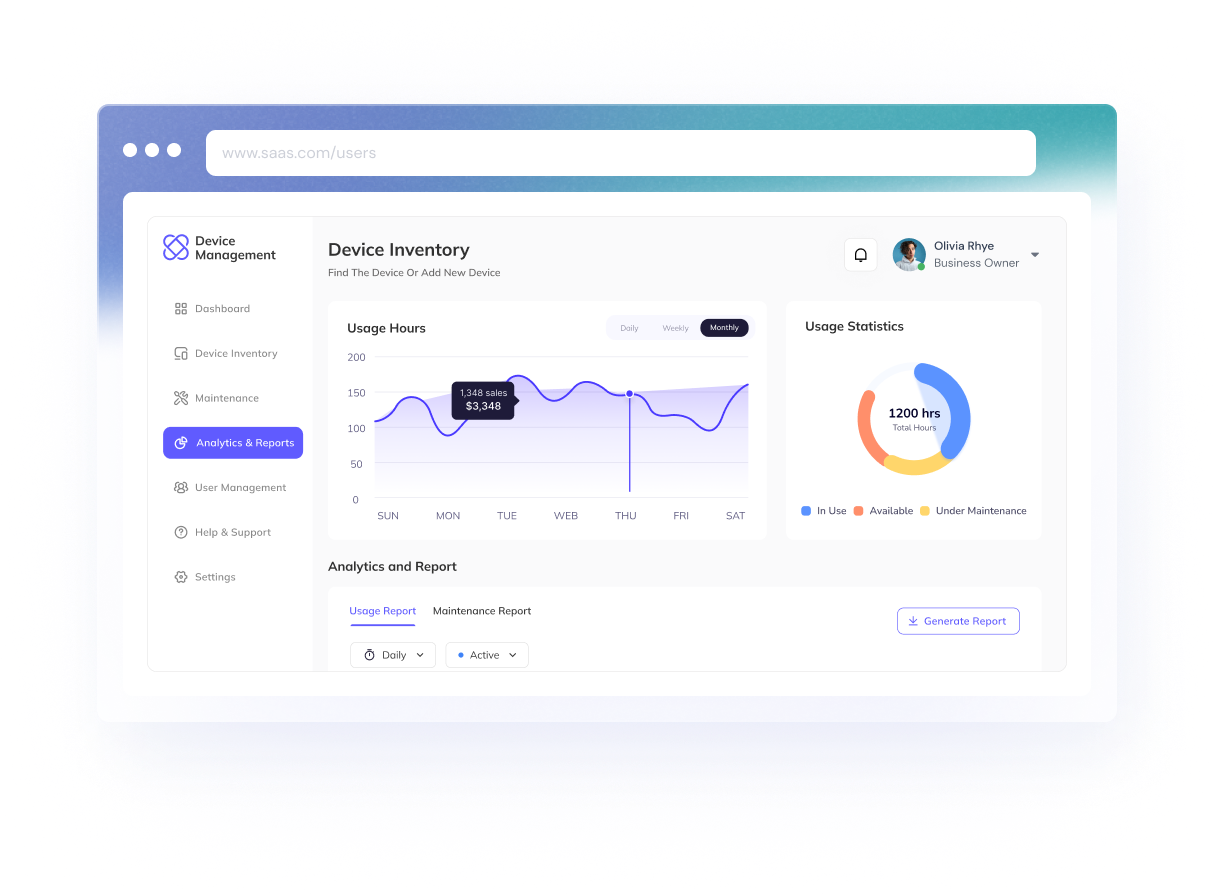 www.saas.com/users
Device
Management
Dashboard
Device Inventory
Maintenance
Analytics & Reports
User Management
Help & Support
Settings
Device Inventory
Find The Device Or Add New Device
Olivia Rhye
Business Owner
Usage Hours
Daily Weekly Monthly
200
150
100
50
0
1,348 sales
$3,348
SUN MON TUE WEB THU FRI SAT
Usage Statistics
1200 hrs
Total Hours
In Use Available Under Maintenance
Analytics and Report
Usage Report Maintenance Report
Generate Report
Daily Active